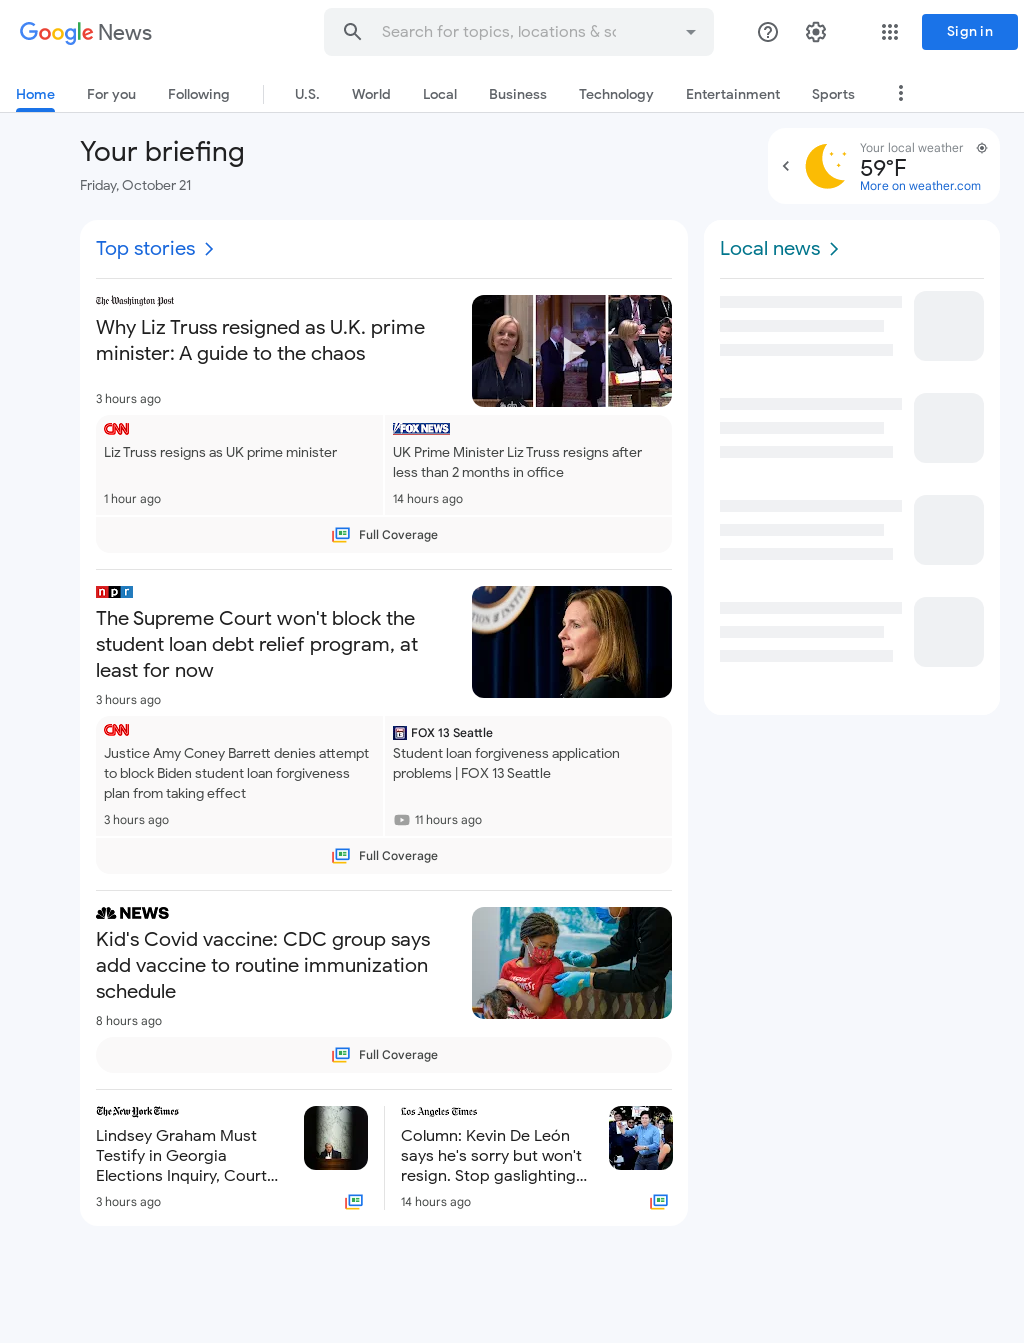 Google News
Search for topics, locations & so
Sign in
Home For you Following U.S. World Local Business Technology Entertainment Sports
Your briefing
Friday, October 21
Your local weather
59°F
More on weather.com
Top stories
Local news
The Washington Post
Why Liz Truss resigned as U.K. prime
minister: A guide to the chaos
3 hours ago
CNN
Liz Truss resigns as UK prime minister
1 hour ago
FOX NEWS
UK Prime Minister Liz Truss resigns after
less than 2 months in office
14 hours ago
Full Coverage
npr
The Supreme Court won't block the
student loan debt relief program, at
least for now
3 hours ago
CNN
Justice Amy Coney Barrett denies attempt
to block Biden student loan forgiveness
plan from taking effect
3 hours ago
FOX 13 Seattle
Student loan forgiveness application
problems | FOX 13 Seattle
11 hours ago
Full Coverage
NEWS
Kid's Covid vaccine: CDC group says
add vaccine to routine immunization
schedule
8 hours ago
Full Coverage
The New York Times
Lindsey Graham Must
Testify in Georgia
Elections Inquiry, Court...
3 hours ago
Los Angeles Times
Column: Kevin De León
says he's sorry but won't
resign. Stop gaslighting...
14 hours ago